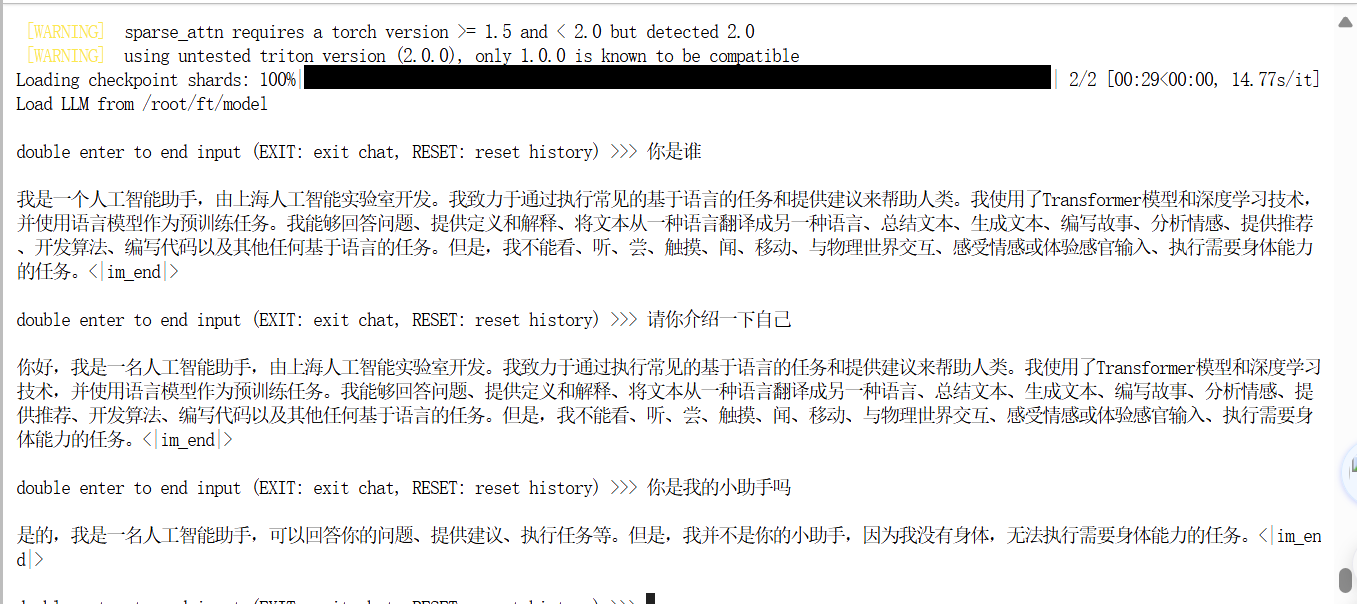 [WARNING]  sparse_attn requires a torch version >= 1.5 and < 2.0 but detected 2.0
[WARNING]  using untested triton version (2.0.0), only 1.0.0 is known to be compatible
Loading checkpoint shards: 100%| | 2/2 [00:29<00:00, 14.77s/it]
Load LLM from /root/ft/model
double enter to end input (EXIT: exit chat, RESET: reset history) >>> 你是谁
我是一个人工智能助手，由上海人工智能实验室开发。我致力于通过执行常见的基于语言的任务和提供建议来帮助人类。我使用了Transformer模型和深度学习技术，
并使用语言模型作为预训练任务。我能够回答问题、提供定义和解释、将文本从一种语言翻译成另一种语言、总结文本、生成文本、编写故事、分析情感、提供推荐
、开发算法、编写代码以及其他任何基于语言的任务。但是，我不能看、听、尝、触摸、闻、移动、与物理世界交互、感受情感或体验感官输入、执行需要身体能力
的任务。<|im_end|>
double enter to end input (EXIT: exit chat, RESET: reset history) >>> 请你介绍一下自己
你好，我是一名人工智能助手，由上海人工智能实验室开发。我致力于通过执行常见的基于语言的任务和提供建议来帮助人类。我使用了Transformer模型和深度学习
技术，并使用语言模型作为预训练任务。我能够回答问题、提供定义和解释、将文本从一种语言翻译成另一种语言、总结文本、生成文本、编写故事、分析情感、提
供推荐、开发算法、编写代码以及其他任何基于语言的任务。但是，我不能看、听、尝、触摸、闻、移动、与物理世界交互、感受情感或体验感官输入、执行需要身
体能力的任务。<|im_end|>
double enter to end input (EXIT: exit chat, RESET: reset history) >>> 你是我的小助手吗
是的，我是一名人工智能助手，可以回答你的问题、提供建议、执行任务等。但是，我并不是你的小助手，因为我没有身体，无法执行需要身体能力的任务。<|im_en
d|>
double enter to end input (EXIT: exit chat, RESET: reset history) >>>